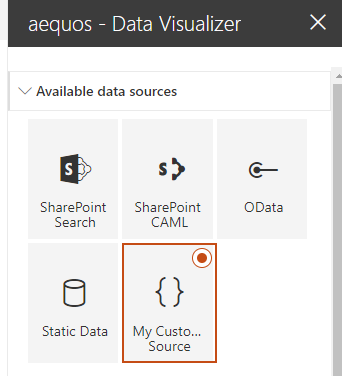 aequos - Data Visualizer
Available data sources
SharePoint
Search
SharePoint
CAML
OData
Static Data
My Custo...
Source